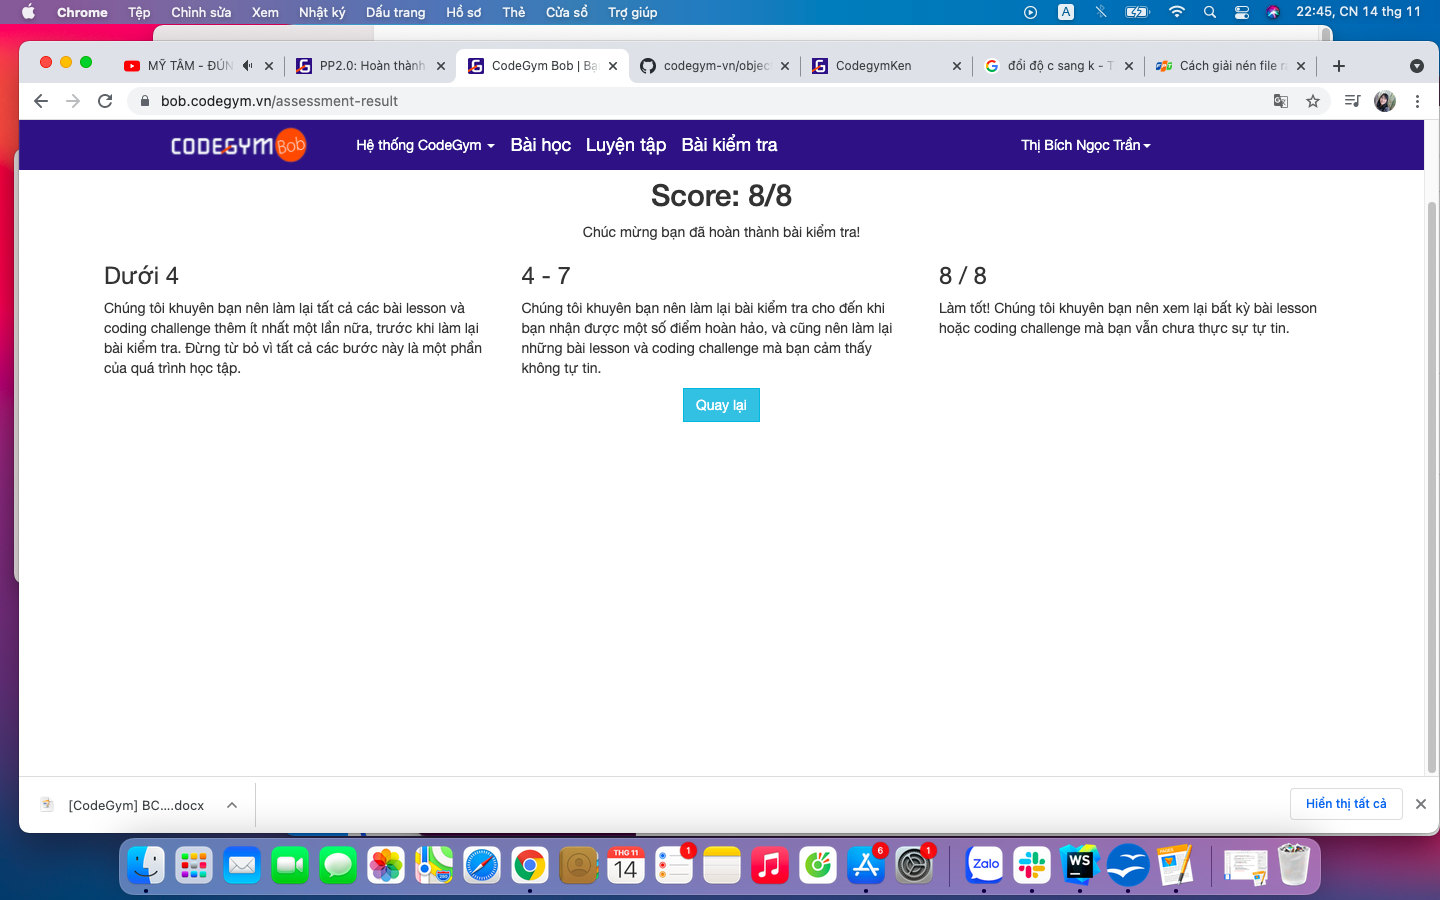 Chrome Tệp Chỉnh sửa Xem Nhật ký Dấu trang Hồ sơ Thẻ Cửa sổ Trợ giúp A 22:45, CN 14 thg 11
MỸ TÂM - ĐÚN PP2.0: Hoàn thành CodeGym Bob | Bạ codegym-vn/objec CodegymKen đổi độ c sang k - T Cách giải nén file r
bob.codegym.vn/assessment-result
CODEGYM Bob Hệ thống CodeGym Bài học Luyện tập Bài kiểm tra Thị Bích Ngọc Trần
Score: 8/8
Chúc mừng bạn đã hoàn thành bài kiểm tra!
Dưới 4
Chúng tôi khuyên bạn nên làm lại tất cả các bài lesson và
coding challenge thêm ít nhất một lần nữa, trước khi làm lại
bài kiểm tra. Đừng từ bỏ vì tất cả các bước này là một phần
của quá trình học tập.
4 - 7
Chúng tôi khuyên bạn nên làm lại bài kiểm tra cho đến khi
bạn nhận được một số điểm hoàn hảo, và cũng nên làm lại
những bài lesson và coding challenge mà bạn cảm thấy
không tự tin.
8 / 8
Làm tốt! Chúng tôi khuyên bạn nên xem lại bất kỳ bài lesson
hoặc coding challenge mà bạn vẫn chưa thực sự tự tin.
Quay lại
[CodeGym] BC....docx Hiển thị tất cả
THG 11
14 1 6 1 Zalo WS